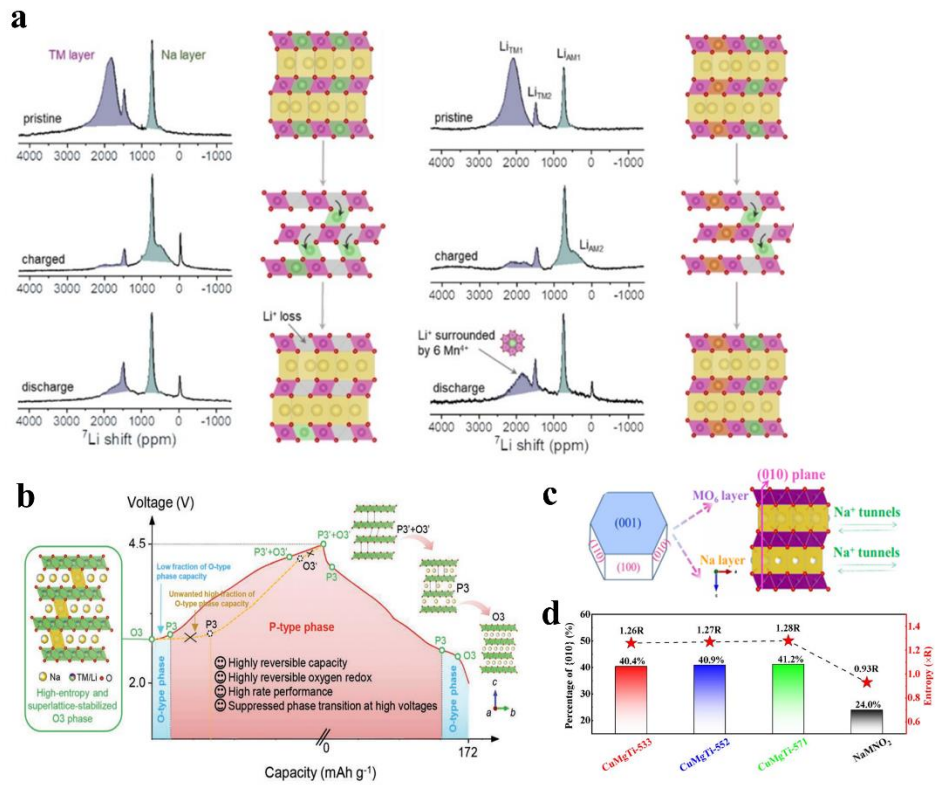 a
TM layer
Na layer
pristine
4000 3000 2000 1000 0 -1000
charged
4000 3000 2000 1000 0 -1000
Li⁺ loss
discharge
4000 3000 2000 1000 0 -1000
⁷Li shift (ppm)
LiTM1
LiTM2
LiAM1
pristine
4000 3000 2000 1000 0 -1000
LiAM2
charged
4000 3000 2000 1000 0 -1000
Li⁺ surrounded
by 6 Mn⁴⁺
discharge
4000 3000 2000 1000 0 -1000
⁷Li shift (ppm)
b
Voltage (V)
4.5
2.0
Na TM/Li O
High-entropy and
superlattice-stabilized
O3 phase
Low fraction of O-type
phase capacity
Unwanted high fraction of
O-type phase capacity
O3
P3
P3
P3'+O3'
P3'+O3'
O3'
P3
P-type phase
Highly reversible capacity
Highly reversible oxygen redox
High rate performance
Suppressed phase transition at high voltages
O-type phase
O-type phase
P3
O3
P3'+O3'
P3
O3
c
a
b
0
172
Capacity (mAh g⁻¹)
c
(001)
(110)
(100)
(010)
MO₆ layer
Na layer
(010) plane
Na⁺ tunnels
Na⁺ tunnels
d
Percentage of {010} (%)
60
50
40
30
20
1.26R
1.27R
1.28R
0.93R
40.4%
40.9%
41.2%
24.0%
CuMgTi-533
CuMgTi-552
CuMgTi-571
NaMNO₂
1.4
1.2
1.0
0.8
0.6
Entropy (×R)